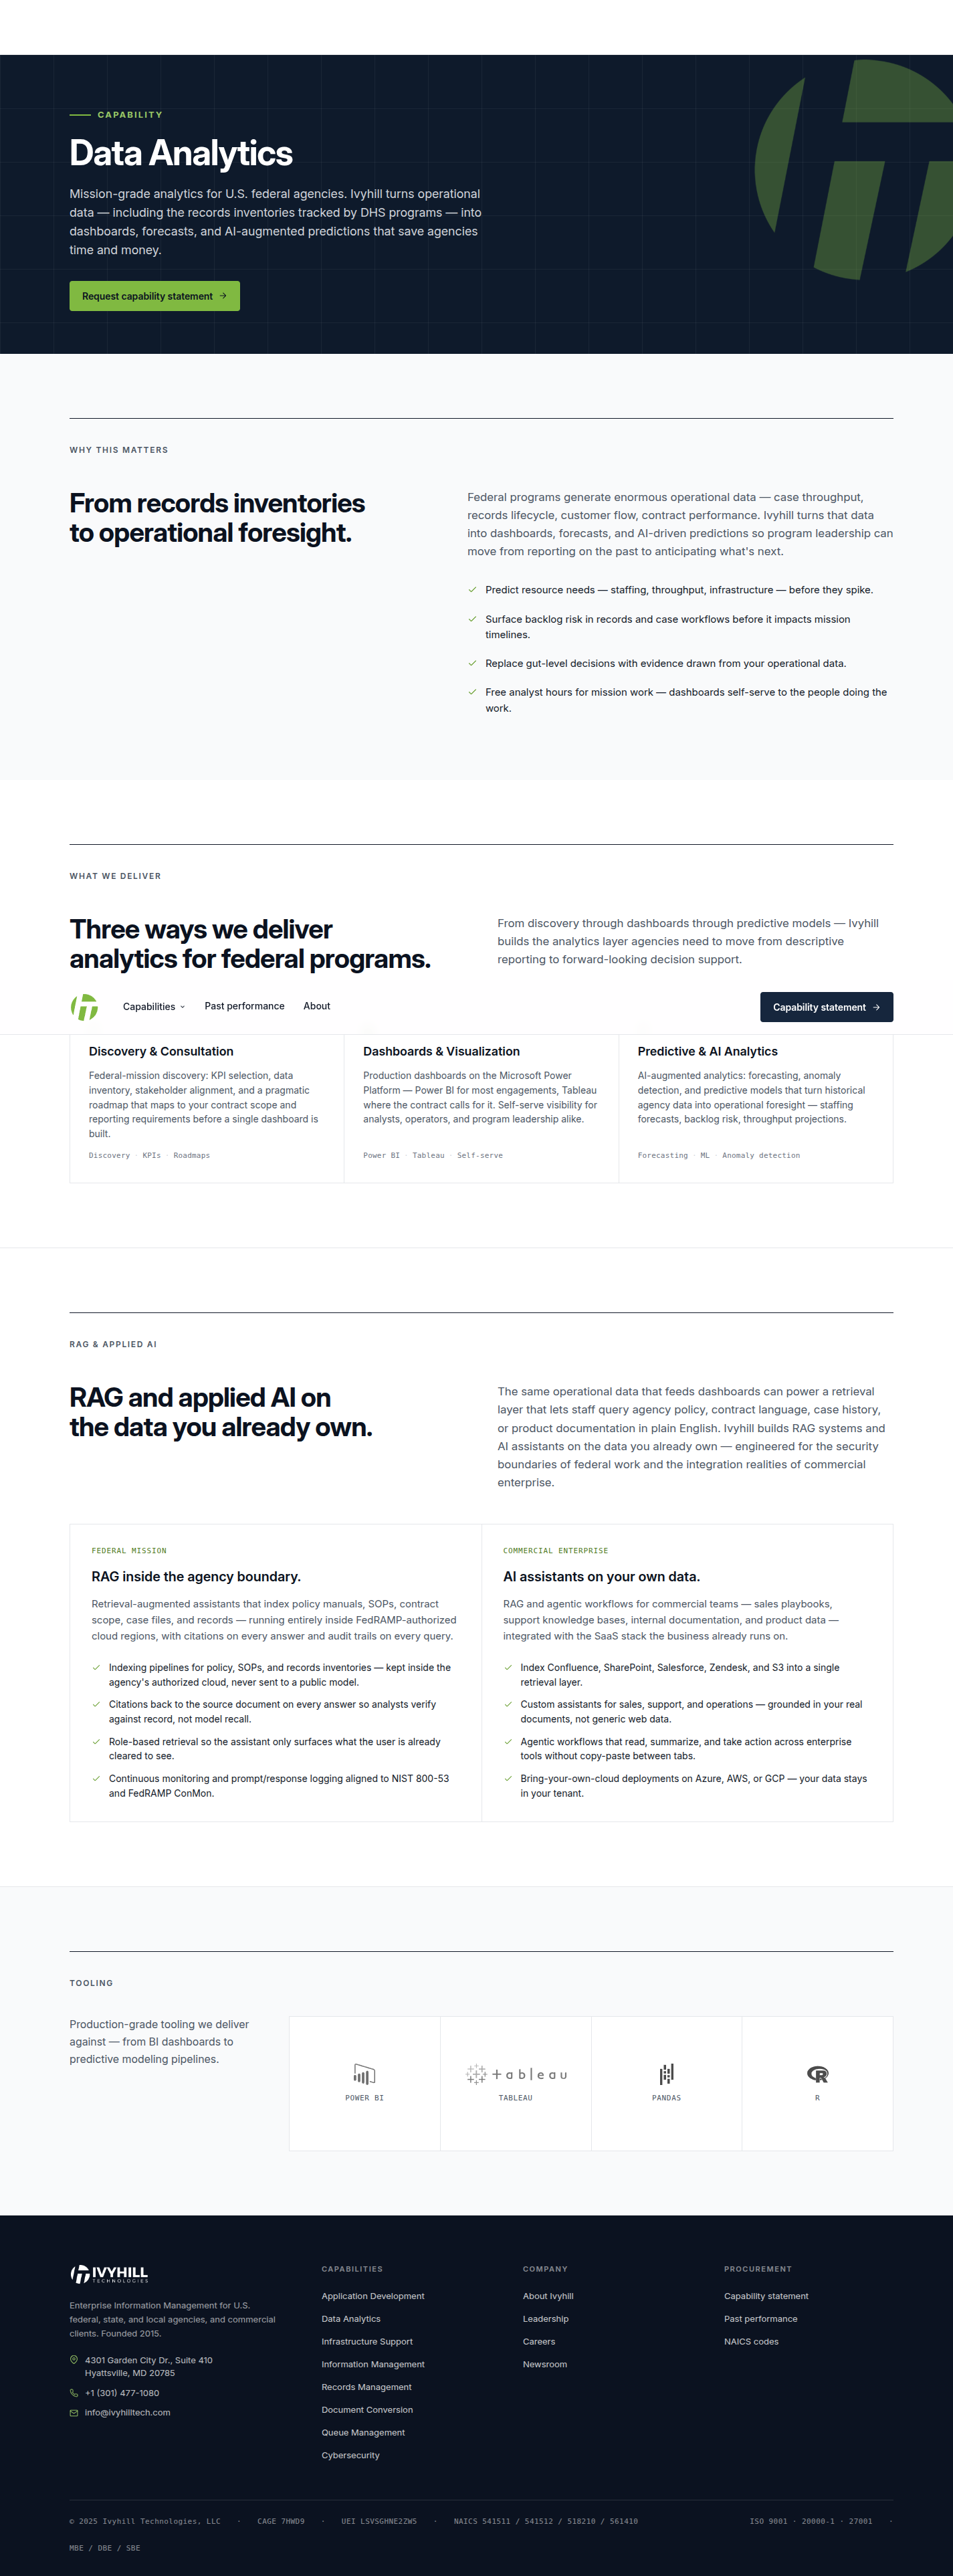 CAPABILITY
Data Analytics
Mission-grade analytics for U.S. federal agencies. Ivyhill turns operational
data — including the records inventories tracked by DHS programs — into
dashboards, forecasts, and AI-augmented predictions that save agencies
time and money.
Request capability statement →
WHY THIS MATTERS
From records inventories
to operational foresight.
Federal programs generate enormous operational data — case throughput,
records lifecycle, customer flow, contract performance. Ivyhill turns that data
into dashboards, forecasts, and AI-driven predictions so program leadership can
move from reporting on the past to anticipating what's next.
Predict resource needs — staffing, throughput, infrastructure — before they spike.
Surface backlog risk in records and case workflows before it impacts mission
timelines.
Replace gut-level decisions with evidence drawn from your operational data.
Free analyst hours for mission work — dashboards self-serve to the people doing the
work.
WHAT WE DELIVER
Three ways we deliver
analytics for federal programs.
From discovery through dashboards through predictive models — Ivyhill
builds the analytics layer agencies need to move from descriptive
reporting to forward-looking decision support.
Capabilities
Past performance
About
Capability statement →
Discovery & Consultation
Federal-mission discovery: KPI selection, data
inventory, stakeholder alignment, and a pragmatic
roadmap that maps to your contract scope and
reporting requirements before a single dashboard is
built.
Discovery · KPIs · Roadmaps
Dashboards & Visualization
Production dashboards on the Microsoft Power
Platform — Power BI for most engagements, Tableau
where the contract calls for it. Self-serve visibility for
analysts, operators, and program leadership alike.
Power BI · Tableau · Self-serve
Predictive & AI Analytics
AI-augmented analytics: forecasting, anomaly
detection, and predictive models that turn historical
agency data into operational foresight — staffing
forecasts, backlog risk, throughput projections.
Forecasting · ML · Anomaly detection
RAG & APPLIED AI
RAG and applied AI on
the data you already own.
The same operational data that feeds dashboards can power a retrieval
layer that lets staff query agency policy, contract language, case history,
or product documentation in plain English. Ivyhill builds RAG systems and
AI assistants on the data you already own — engineered for the security
boundaries of federal work and the integration realities of commercial
enterprise.
FEDERAL MISSION
RAG inside the agency boundary.
Retrieval-augmented assistants that index policy manuals, SOPs, contract
scope, case files, and records — running entirely inside FedRAMP-authorized
cloud regions, with citations on every answer and audit trails on every query.
Indexing pipelines for policy, SOPs, and records inventories — kept inside the
agency's authorized cloud, never sent to a public model.
Citations back to the source document on every answer so analysts verify
against record, not model recall.
Role-based retrieval so the assistant only surfaces what the user is already
cleared to see.
Continuous monitoring and prompt/response logging aligned to NIST 800-53
and FedRAMP ConMon.
COMMERCIAL ENTERPRISE
AI assistants on your own data.
RAG and agentic workflows for commercial teams — sales playbooks,
support knowledge bases, internal documentation, and product data —
integrated with the SaaS stack the business already runs on.
Index Confluence, SharePoint, Salesforce, Zendesk, and S3 into a single
retrieval layer.
Custom assistants for sales, support, and operations — grounded in your real
documents, not generic web data.
Agentic workflows that read, summarize, and take action across enterprise
tools without copy-paste between tabs.
Bring-your-own-cloud deployments on Azure, AWS, or GCP — your data stays
in your tenant.
TOOLING
Production-grade tooling we deliver
against — from BI dashboards to
predictive modeling pipelines.
POWER BI
tableau
TABLEAU
PANDAS
R
R
IVYHILL
TECHNOLOGIES
Enterprise Information Management for U.S.
federal, state, and local agencies, and commercial
clients. Founded 2015.
4301 Garden City Dr., Suite 410
Hyattsville, MD 20785
+1 (301) 477-1080
info@ivyhilltech.com
CAPABILITIES
Application Development
Data Analytics
Infrastructure Support
Information Management
Records Management
Document Conversion
Queue Management
Cybersecurity
COMPANY
About Ivyhill
Leadership
Careers
Newsroom
PROCUREMENT
Capability statement
Past performance
NAICS codes
© 2025 Ivyhill Technologies, LLC · CAGE 7HWD9 · UEI LSVSGHNE2ZW5 · NAICS 541511 / 541512 / 518210 / 561410 ISO 9001 · 20000-1 · 27001 ·
MBE / DBE / SBE